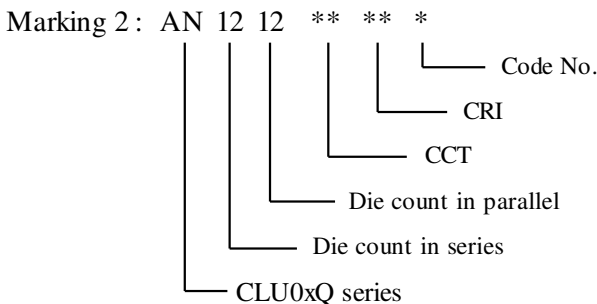 Marking 2 : AN 12 12 ** ** *
Code No.
CRI
CCT
Die count in parallel
Die count in series
CLU0xQ series